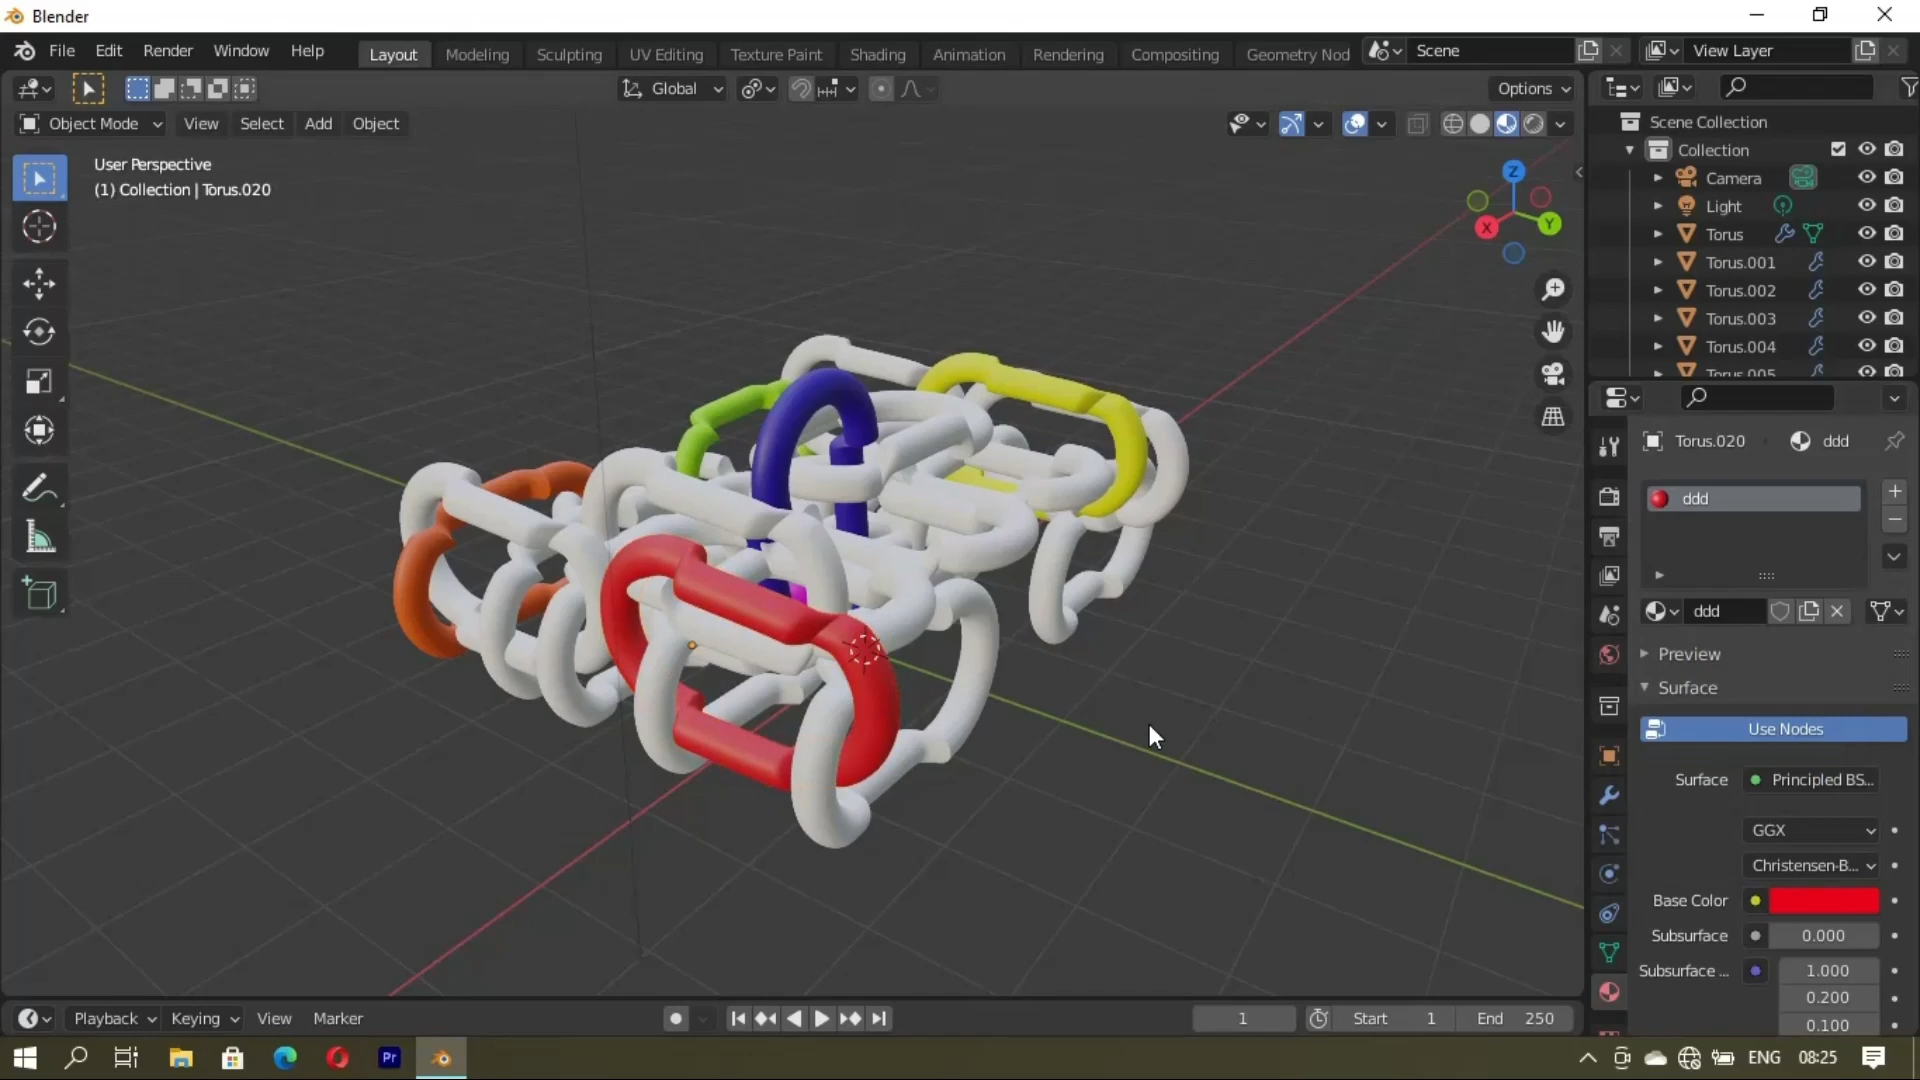 Blender
File Edit Render Window Help Layout Modeling Sculpting UV Editing Texture Paint Shading Animation Rendering Compositing Geometry Nod Scene View Layer
Global Options
Object Mode View Select Add Object
User Perspective
(1) Collection | Torus.020
Z
Y
X
Scene Collection
Collection
Camera
Light
Torus
Torus.001
Torus.002
Torus.003
Torus.004
Torus.005
Torus.020 ddd
ddd
ddd
Preview
Surface
Use Nodes
Surface Principled BS...
GGX
Christensen-B...
Base Color
Subsurface 0.000
Subsurface ... 1.000
0.200
0.100
Playback Keying View Marker 1 Start 1 End 250
Pr ENG 08:25